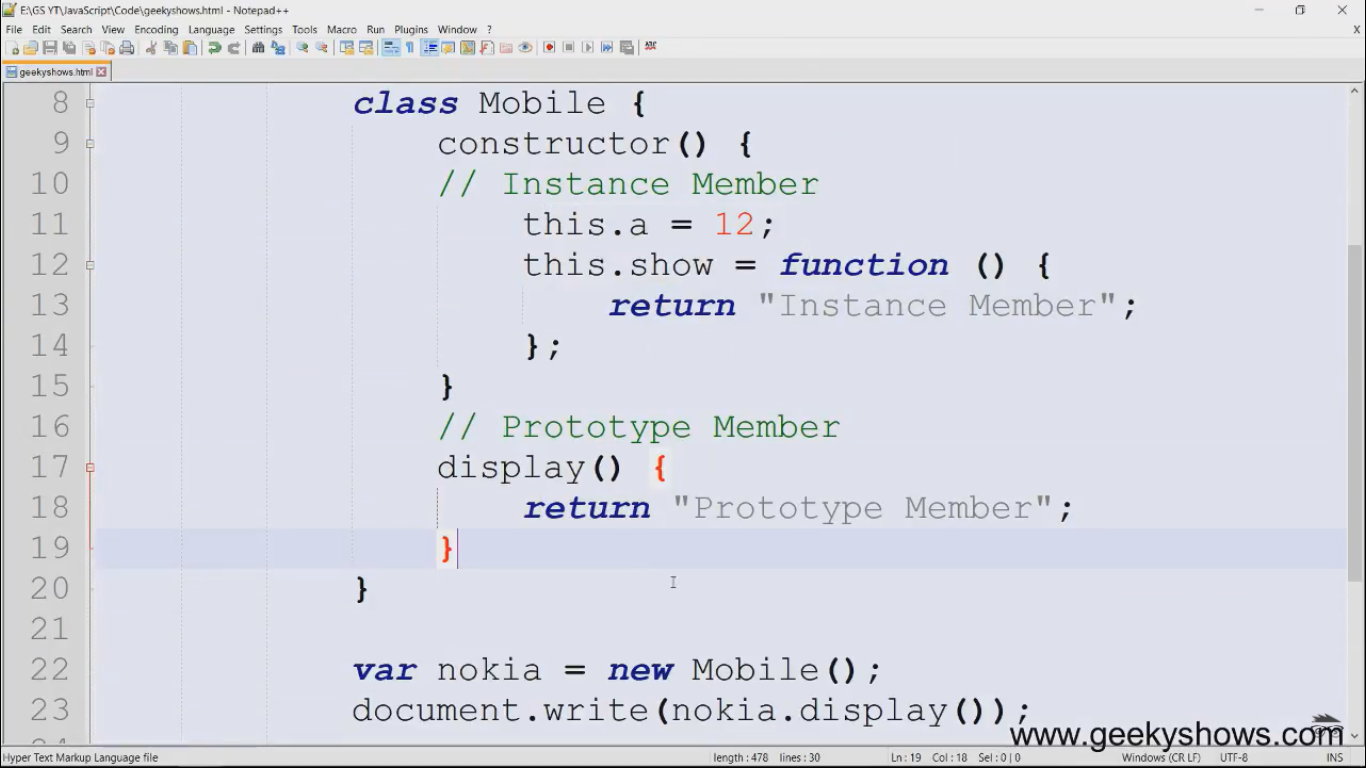 E:\GS YT\JavaScript\Code\geekyshows.html - Notepad++
File Edit Search View Encoding Language Settings Tools Macro Run Plugins Window ? X
geekyshows.html
8 class Mobile {
9 constructor() {
10 // Instance Member
11 this.a = 12;
12 this.show = function () {
13 return "Instance Member";
14 };
15 }
16 // Prototype Member
17 display() {
18 return "Prototype Member";
19 }
20 }
21
22 var nokia = new Mobile();
23 document.write(nokia.display());
www.geekyshows.com
Hyper Text Markup Language file length : 478 lines : 30 Ln : 19 Col : 18 Sel : 0 | 0 Windows (CR LF) UTF-8 INS